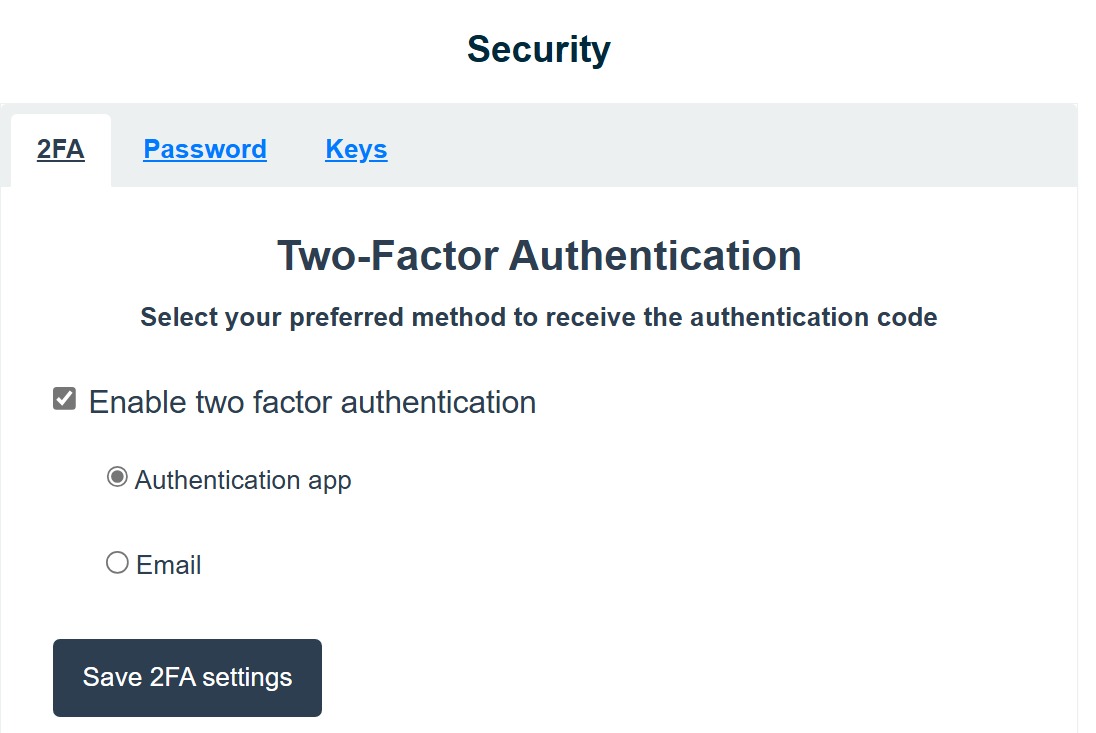 Security
2FA Password Keys
Two-Factor Authentication
Select your preferred method to receive the authentication code
Enable two factor authentication
Authentication app
Email
Save 2FA settings